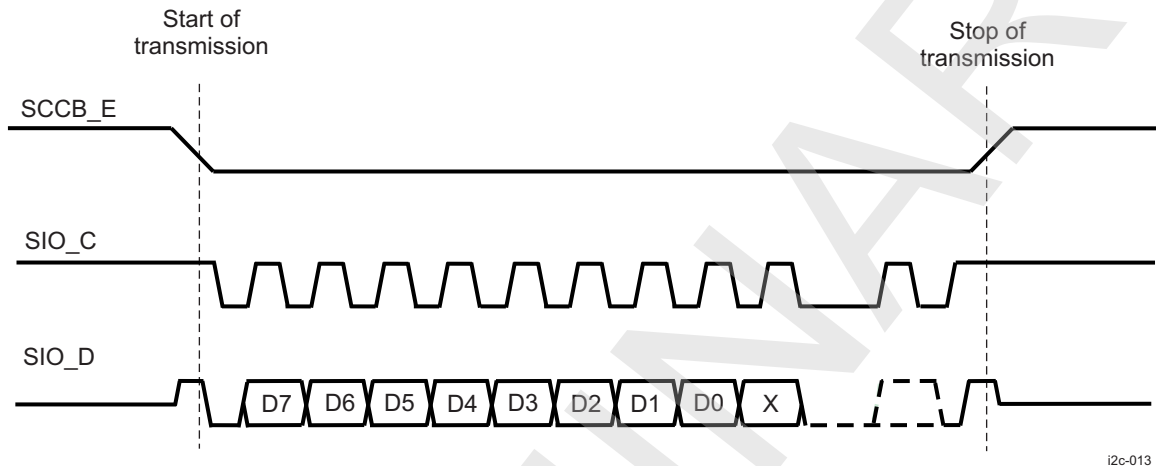 Start of
transmission
Stop of
transmission
SCCB_E
SIO_C
SIO_D
D7 D6 D5 D4 D3 D2 D1 D0 X
i2c-013
INAR